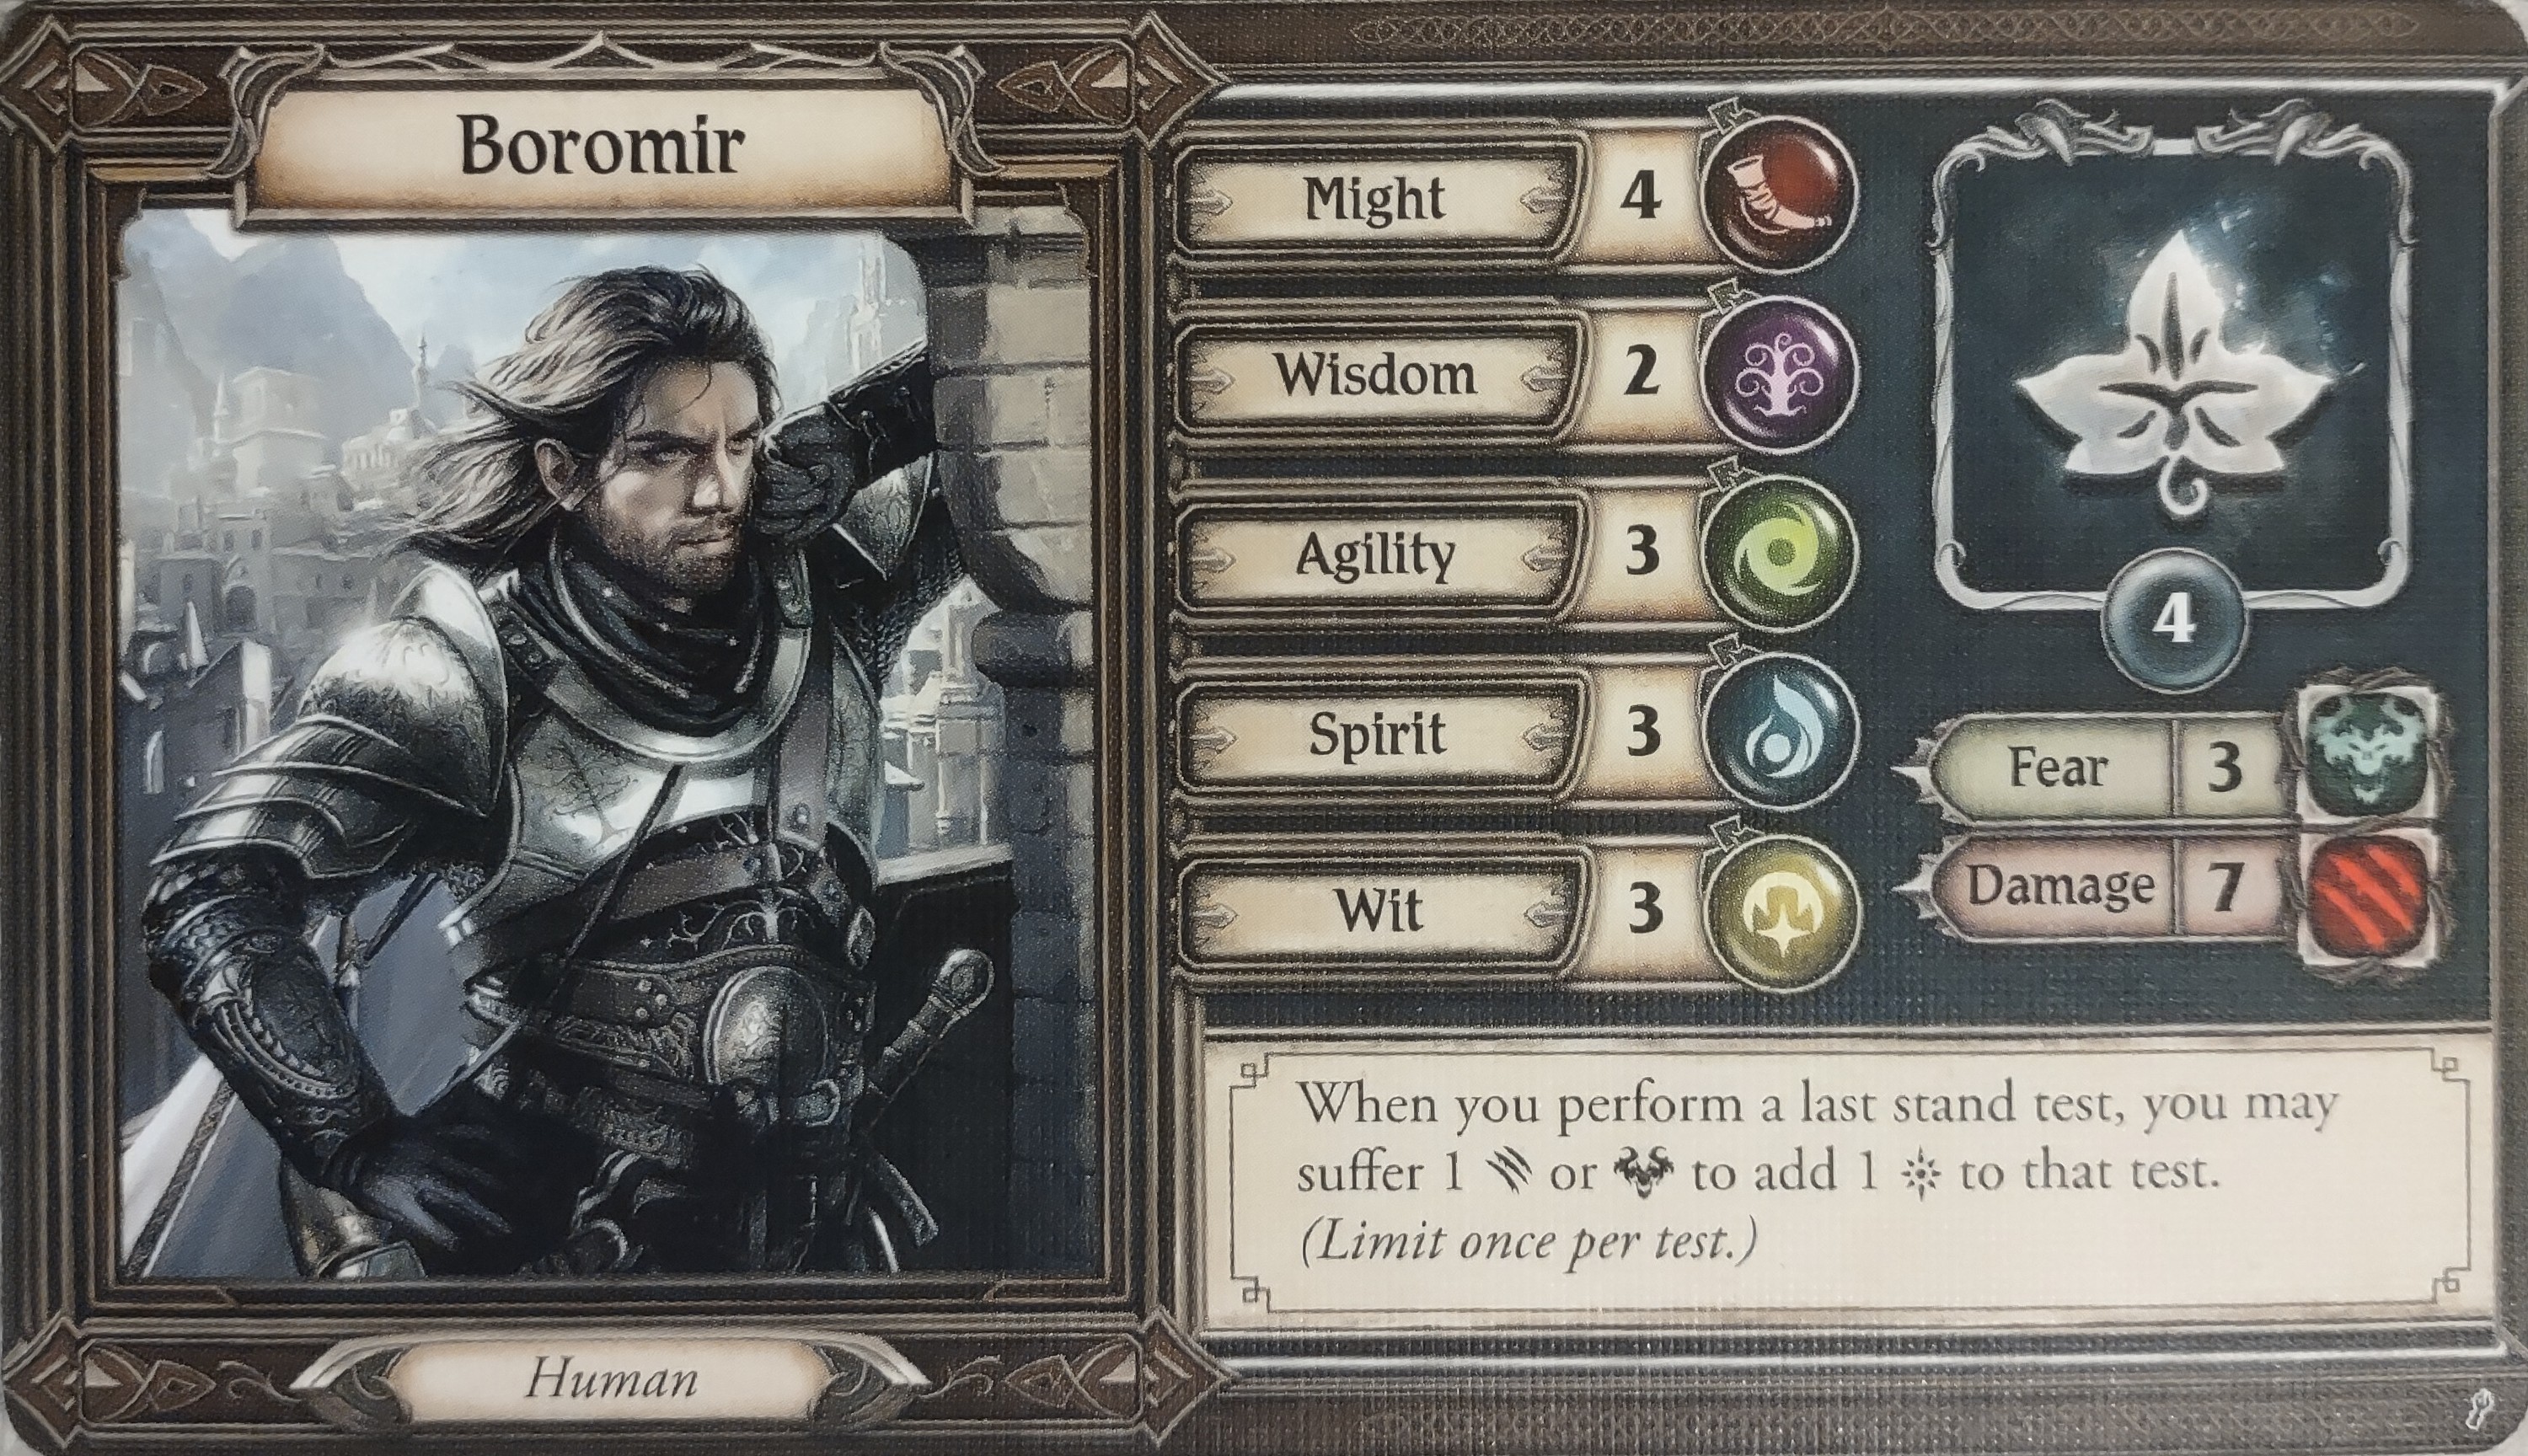 Boromir
Might 4
Wisdom 2
Agility 3
Spirit 3
Wit 3
4
Fear 3
Damage 7
When you perform a last stand test, you may
suffer 1 or to add 1 to that test.
(Limit once per test.)
Human